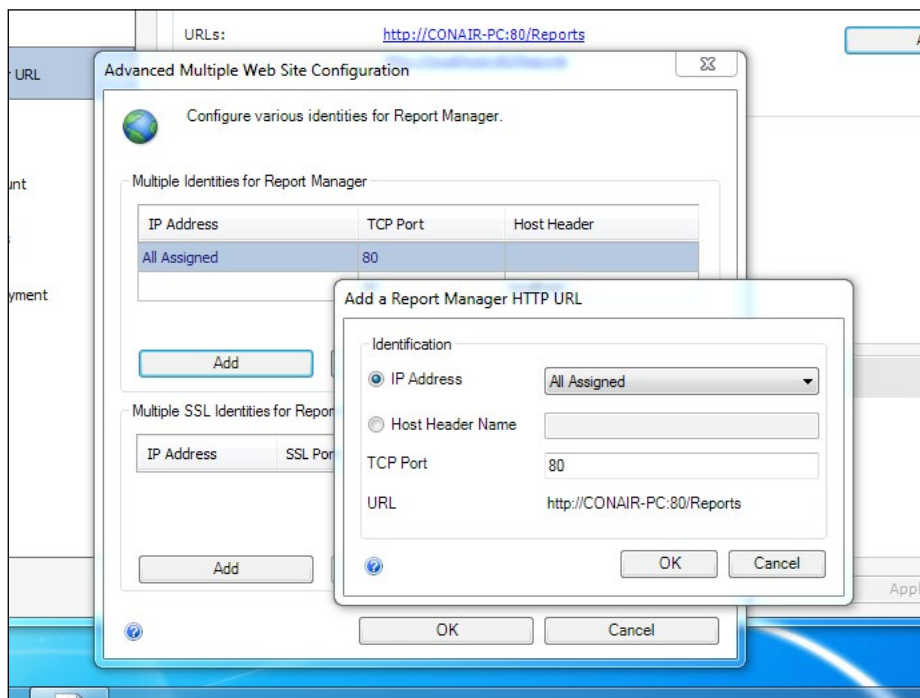 URLs: http://CONAIR-PC:80/Reports
URL
Advanced Multiple Web Site Configuration
Configure various identities for Report Manager.
Multiple Identities for Report Manager
IP Address TCP Port Host Header
All Assigned 80
Add
Multiple SSL Identities for Repor
IP Address SSL Por
Add
OK Cancel
Add a Report Manager HTTP URL
Identification
IP Address All Assigned
Host Header Name
TCP Port 80
URL http://CONAIR-PC:80/Reports
OK Cancel
unt
yment
Appl